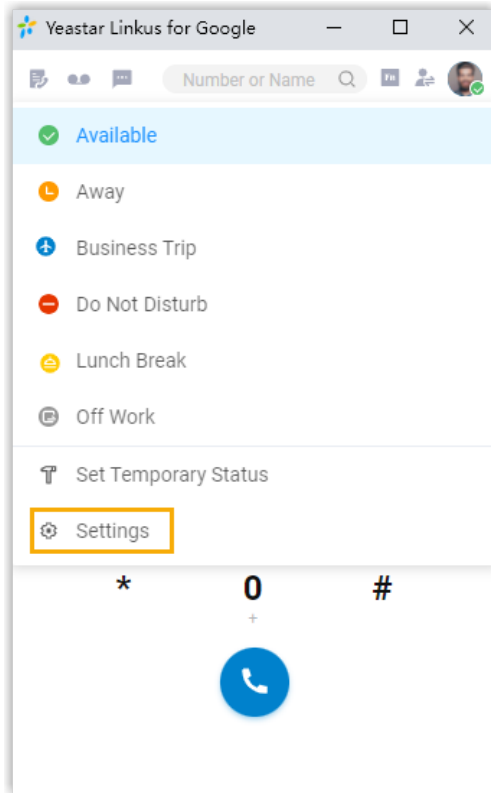 Yeastar Linkus for Google
Number or Name
Fn
Available
Away
Business Trip
Do Not Disturb
Lunch Break
Off Work
Set Temporary Status
Settings
* 0 #
+